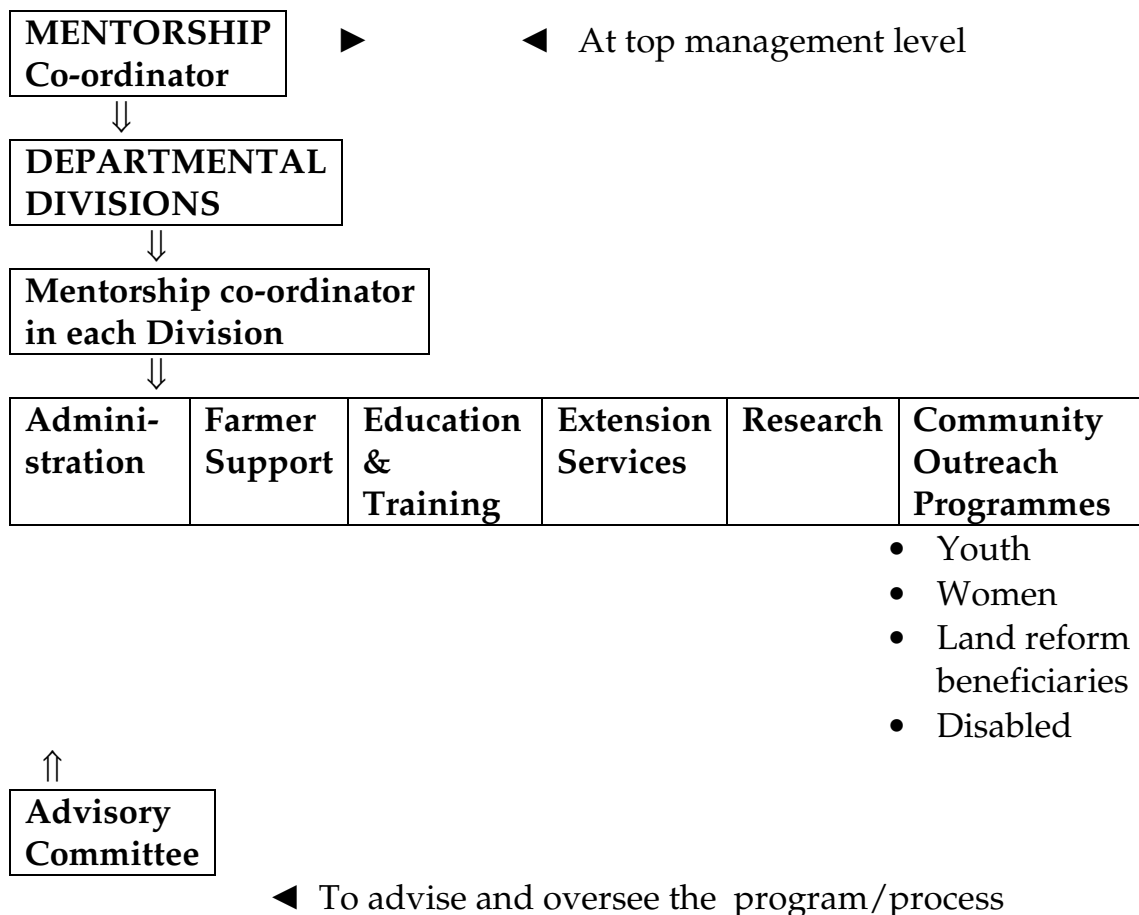 MENTORSHIP ► ◄ At top management level
Co-ordinator
⇓
DEPARTMENTAL
DIVISIONS
⇓
Mentorship co-ordinator
in each Division
⇓
Admini-
stration
Farmer
Support
Education
&
Training
Extension
Services
Research
Community
Outreach
Programmes
• Youth
• Women
• Land reform
beneficiaries
• Disabled
⇑
Advisory
Committee
◄ To advise and oversee the program/process